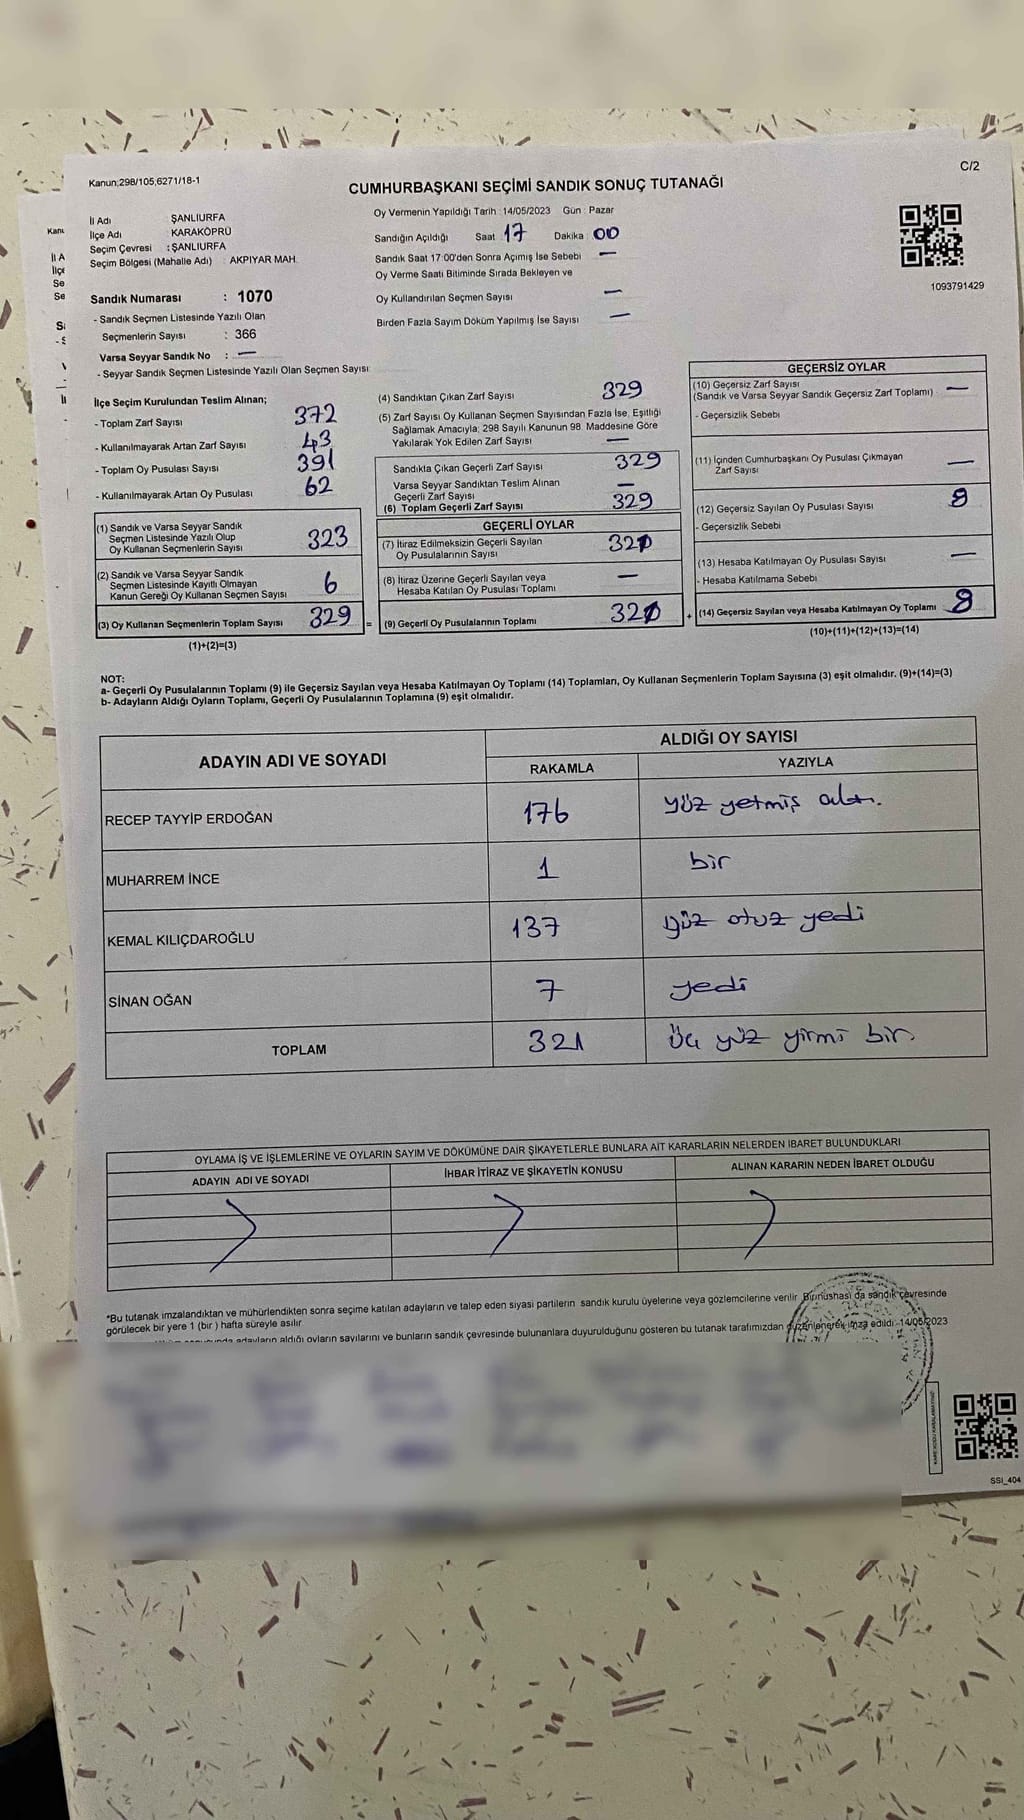 Kanun;298/105,6271/18-1
C/2
CUMHURBAŞKANI SEÇİMİ SANDIK SONUÇ TUTANAĞI
İl Adı ŞANLIURFA
İlçe Adı KARAKÖPRÜ
Seçim Çevresi : ŞANLIURFA
Seçim Bölgesi (Mahalle Adı) : AKPIYAR MAH.
Sandık Numarası : 1070
- Sandık Seçmen Listesinde Yazılı Olan
Seçmenlerin Sayısı : 366
Varsa Seyyar Sandık No : —
- Seyyar Sandık Seçmen Listesinde Yazılı Olan Seçmen Sayısı:
Oy Vermenin Yapıldığı Tarih : 14/05/2023 Gün : Pazar
Sandığın Açıldığı Saat 17 Dakika 00
Sandık Saat 17:00'den Sonra Açımış İse Sebebi —
Oy Verme Saati Bitiminde Sırada Bekleyen ve
Oy Kullandırılan Seçmen Sayısı —
Birden Fazla Sayım Döküm Yapılmış İse Sayısı —
1093791429
İlçe Seçim Kurulundan Teslim Alınan;
- Toplam Zarf Sayısı 372
- Kullanılmayarak Artan Zarf Sayısı 43
- Toplam Oy Pusulası Sayısı 391
- Kullanılmayarak Artan Oy Pusulası 62
(1) Sandık ve Varsa Seyyar Sandık
Seçmen Listesinde Yazılı Olup
Oy Kullanan Seçmenlerin Sayısı 323
(2) Sandık ve Varsa Seyyar Sandık
Seçmen Listesinde Kayıtlı Olmayan
Kanun Gereği Oy Kullanan Seçmen Sayısı 6
(3) Oy Kullanan Seçmenlerin Toplam Sayısı 329 =
(1)+(2)=(3)
(4) Sandıktan Çıkan Zarf Sayısı 329
(5) Zarf Sayısı Oy Kullanan Seçmen Sayısından Fazla İse, Eşitliği
Sağlamak Amacıyla; 298 Sayılı Kanunun 98. Maddesine Göre
Yakılarak Yok Edilen Zarf Sayısı —
Sandıkta Çıkan Geçerli Zarf Sayısı 329
Varsa Seyyar Sandıktan Teslim Alınan
Geçerli Zarf Sayısı —
(6) Toplam Geçerli Zarf Sayısı 329
GEÇERLİ OYLAR
(7) İtiraz Edilmeksizin Geçerli Sayılan
Oy Pusulalarının Sayısı 321
(8) İtiraz Üzerine Geçerli Sayılan veya
Hesaba Katılan Oy Pusulası Toplamı —
(9) Geçerli Oy Pusulalarının Toplamı +
GEÇERSİZ OYLAR
(10) Geçersiz Zarf Sayısı
(Sandık ve Varsa Seyyar Sandık Geçersiz Zarf Toplamı) —
- Geçersizlik Sebebi
(11) İçinden Cumhurbaşkanı Oy Pusulası Çıkmayan
Zarf Sayısı —
(12) Geçersiz Sayılan Oy Pusulası Sayısı 8
- Geçersizlik Sebebi
(13) Hesaba Katılmayan Oy Pusulası Sayısı —
- Hesaba Katılmama Sebebi
(14) Geçersiz Sayılan veya Hesaba Katılmayan Oy Toplamı 8
(10)+(11)+(12)+(13)=(14)
NOT:
a- Geçerli Oy Pusulalarının Toplamı (9) ile Geçersiz Sayılan veya Hesaba Katılmayan Oy Toplamı (14) Toplamları, Oy Kullanan Seçmenlerin Toplam Sayısına (3) eşit olmalıdır. (9)+(14)=(3)
b- Adayların Aldığı Oyların Toplamı, Geçerli Oy Pusulalarının Toplamına (9) eşit olmalıdır.
ADAYIN ADI VE SOYADI
ALDIĞI OY SAYISI
RAKAMLA YAZIYLA
RECEP TAYYİP ERDOĞAN 176 yüz yetmiş altı.
MUHARREM İNCE 1 bir
KEMAL KILIÇDAROĞLU 137 yüz otuz yedi
SİNAN OĞAN 7 yedi
TOPLAM 321 üç yüz yirmi bir.
OYLAMA İŞ VE İŞLEMLERİNE VE OYLARIN SAYIM VE DÖKÜMÜNE DAİR ŞİKAYETLERLE BUNLARA AİT KARARLARIN NELERDEN İBARET BULUNDUKLARI
ADAYIN ADI VE SOYADI İHBAR İTİRAZ VE ŞİKAYETİN KONUSU ALINAN KARARIN NEDEN İBARET OLDUĞU
*Bu tutanak imzalandıktan ve mühürlendikten sonra seçime katılan adayların ve talep eden siyasi partilerin sandık kurulu üyelerine veya gözlemcilerine verilir. Bir nüshası da sandık çevresinde
görülecek bir yere 1 (bir ) hafta süreyle asılır.
adayların aldığı oyların sayılarını ve bunların sandık çevresinde bulunanlara duyurulduğunu gösteren bu tutanak tarafımızdan düzenlenerek imza edildi. 14/05/2023
SSI_404